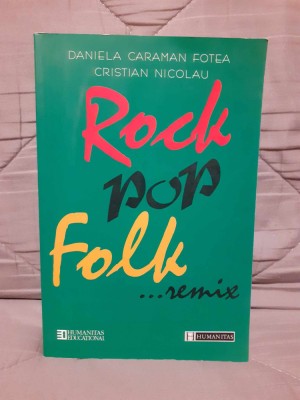 DANIELA CARAMAN FOTEA
CRISTIAN NICOLAU
Rock
pop
Folk
...remix
HUMANITAS
EDUCATIONAL
HUMANITAS